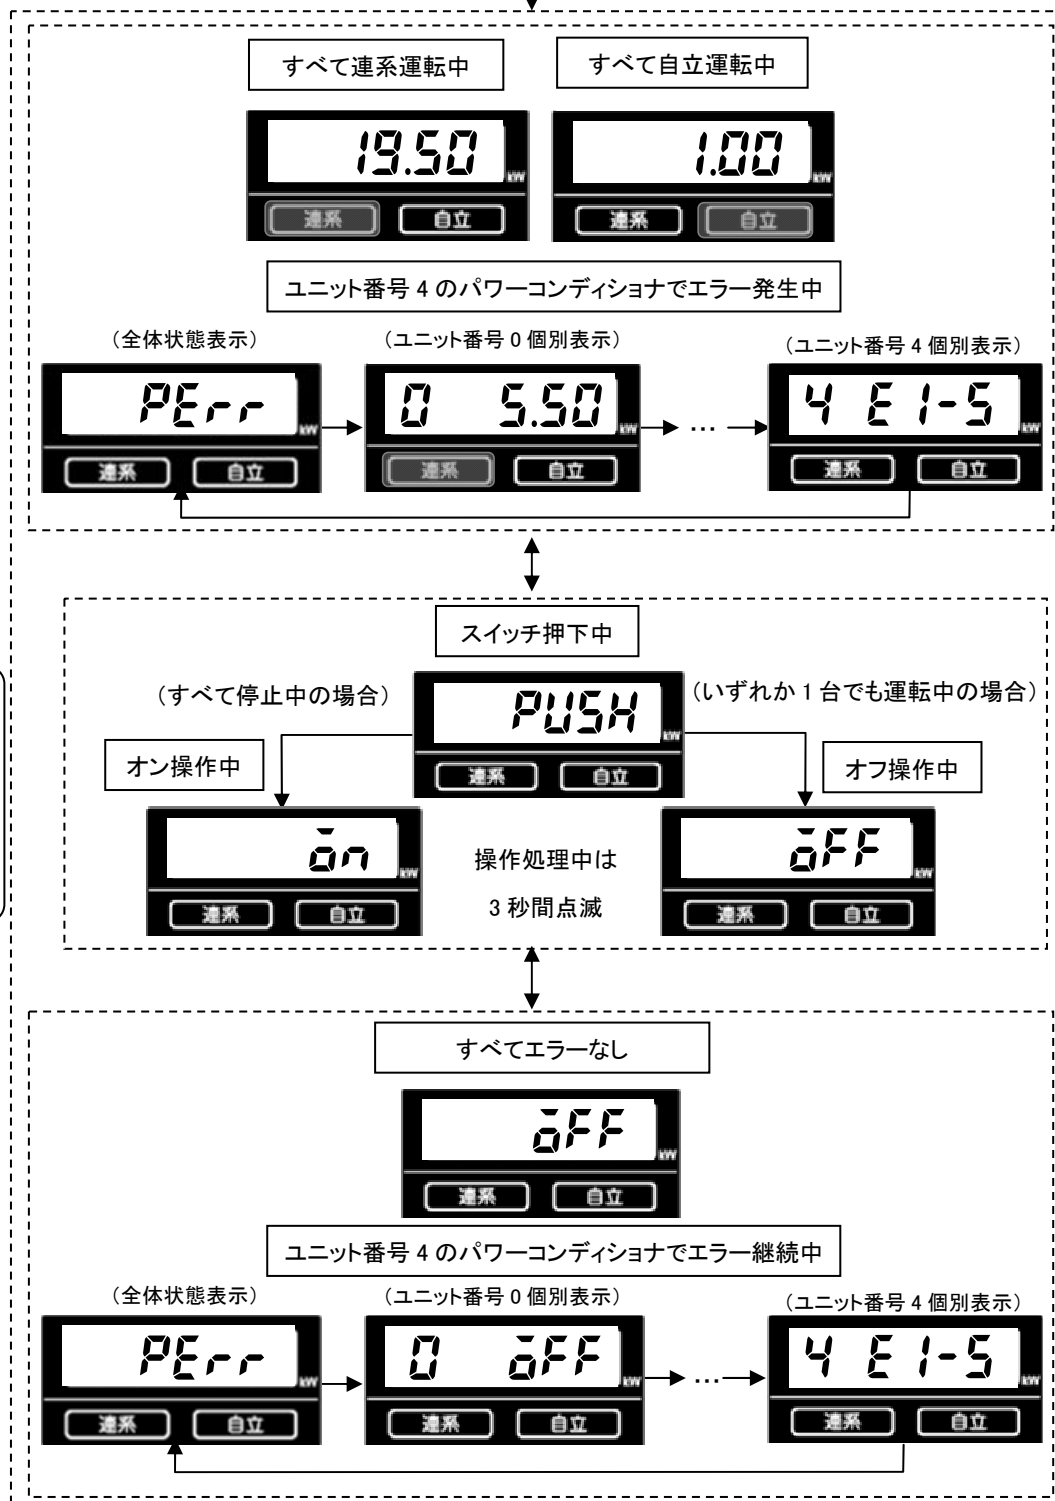 すべて連系運転中
すべて自立運転中
19.50
kW
連系 自立
1.00
kW
連系 自立
ユニット番号 4 のパワーコンディショナでエラー発生中
(全体状態表示)
(ユニット番号 0 個別表示)
(ユニット番号 4 個別表示)
PErr
kW
連系 自立
0 5.50
kW
連系 自立
…
4 E1-5
kW
連系 自立
スイッチ押下中
(すべて停止中の場合)
PUSH
kW
連系 自立
(いずれか 1 台でも運転中の場合)
オン操作中
オフ操作中
ōn
kW
連系 自立
操作処理中は
3 秒間点滅
ōFF
kW
連系 自立
すべてエラーなし
ōFF
kW
連系 自立
ユニット番号 4 のパワーコンディショナでエラー継続中
(全体状態表示)
(ユニット番号 0 個別表示)
(ユニット番号 4 個別表示)
PErr
kW
連系 自立
0 ōFF
kW
連系 自立
…
4 E1-5
kW
連系 自立